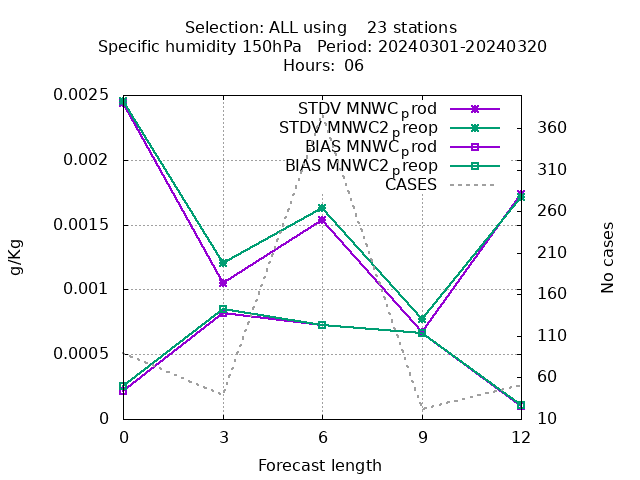 Selection: ALL using    23 stations
Specific humidity 150hPa   Period: 20240301-20240320
Hours:  06
STDV MNWC_prod
STDV MNWC2_preop
BIAS MNWC_prod
BIAS MNWC2_preop
CASES
0.0025
0.002
0.0015
0.001
0.0005
0
g/Kg
360
310
260
210
160
110
60
10
No cases
0 3 6 9 12
Forecast length